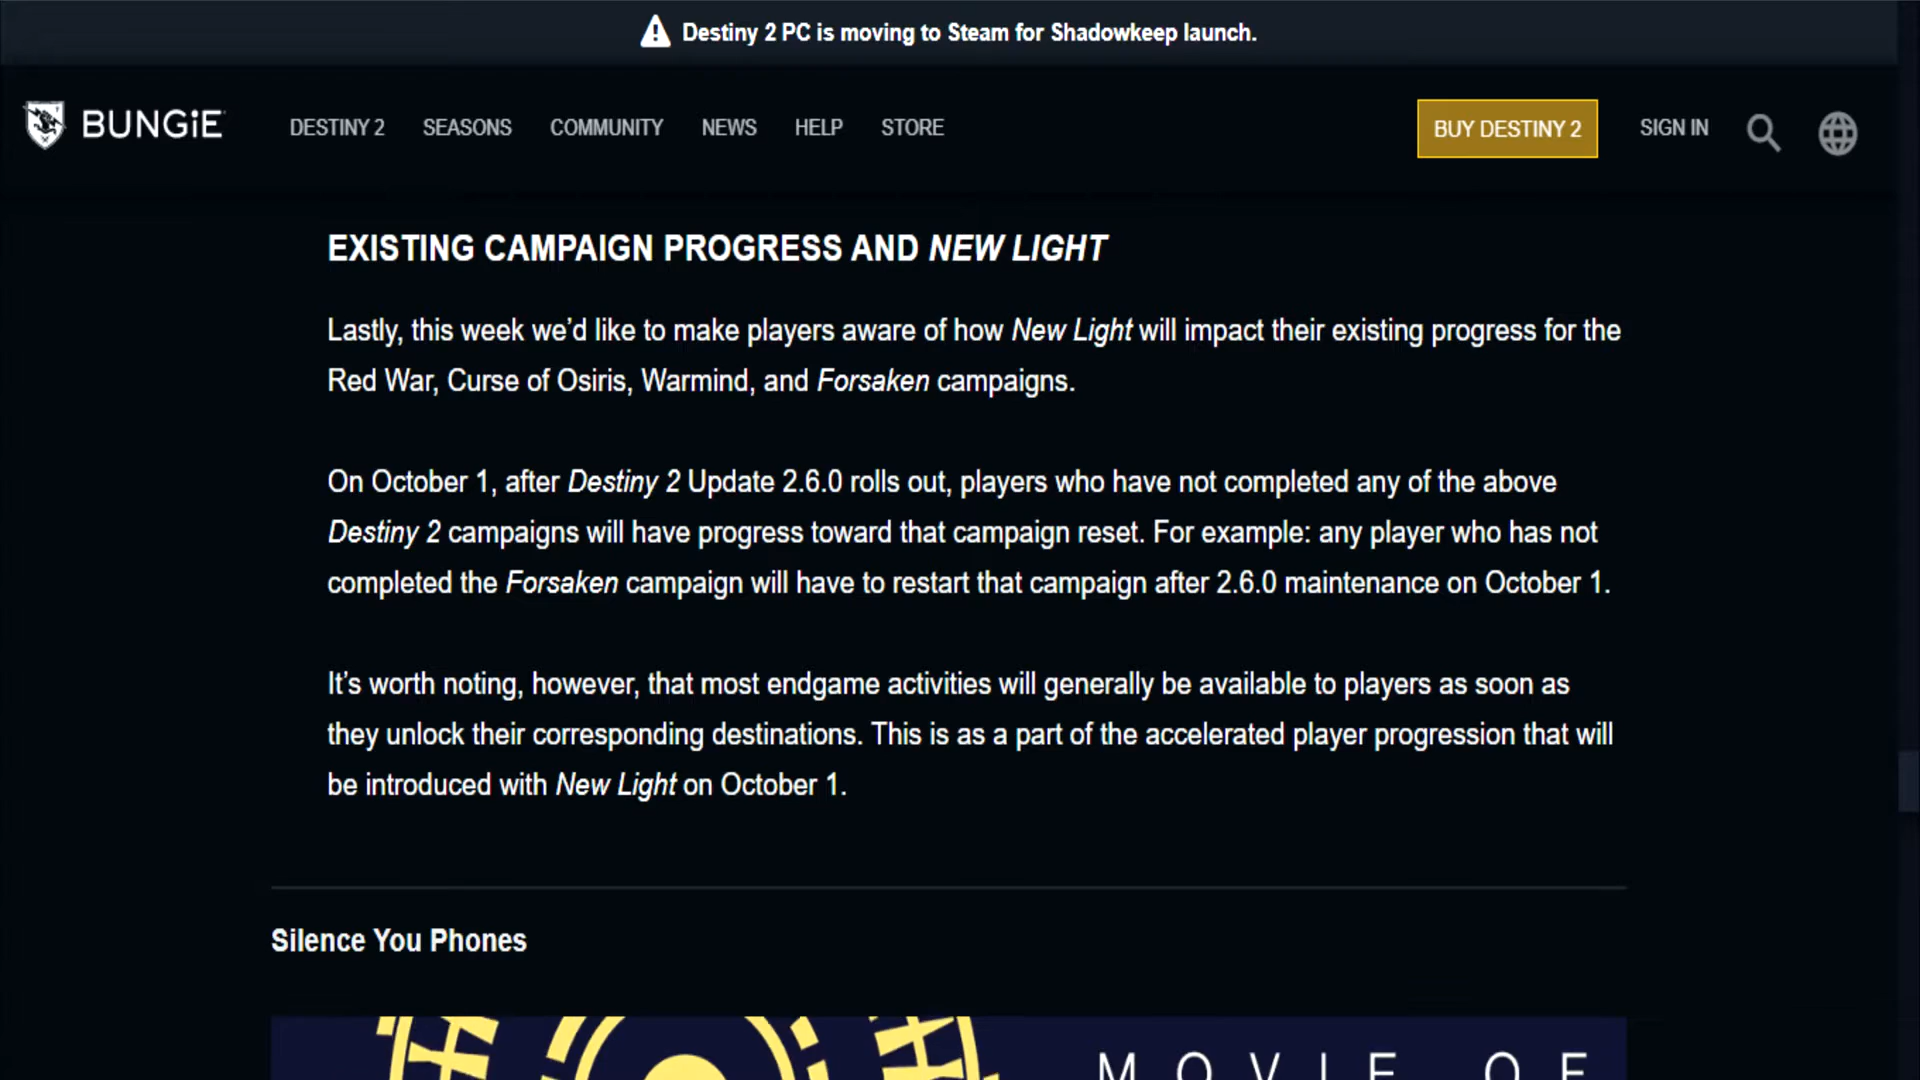 Destiny 2 PC is moving to Steam for Shadowkeep launch.
BUNGiE DESTINY 2 SEASONS COMMUNITY NEWS HELP STORE BUY DESTINY 2 SIGN IN
EXISTING CAMPAIGN PROGRESS AND NEW LIGHT
Lastly, this week we’d like to make players aware of how New Light will impact their existing progress for the
Red War, Curse of Osiris, Warmind, and Forsaken campaigns.
On October 1, after Destiny 2 Update 2.6.0 rolls out, players who have not completed any of the above
Destiny 2 campaigns will have progress toward that campaign reset. For example: any player who has not
completed the Forsaken campaign will have to restart that campaign after 2.6.0 maintenance on October 1.
It’s worth noting, however, that most endgame activities will generally be available to players as soon as
they unlock their corresponding destinations. This is as a part of the accelerated player progression that will
be introduced with New Light on October 1.
Silence You Phones
MOVIE OF